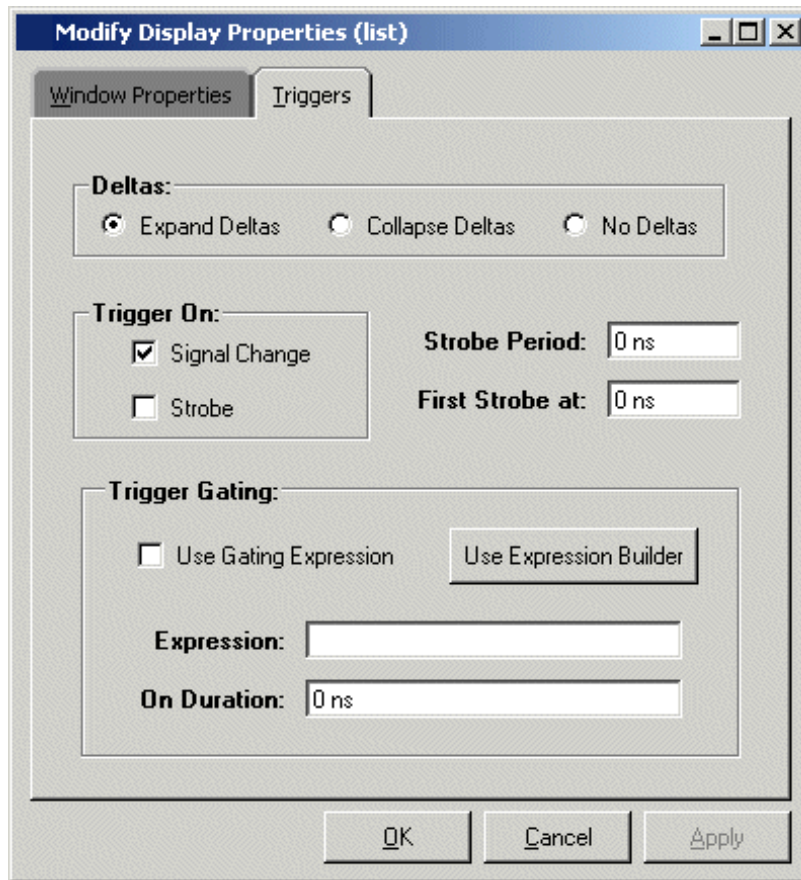 Modify Display Properties (list)
Window Properties Triggers
Deltas:
Expand Deltas Collapse Deltas No Deltas
Trigger On:
Signal Change
Strobe
Strobe Period: 0 ns
First Strobe at: 0 ns
Trigger Gating:
Use Gating Expression Use Expression Builder
Expression:
On Duration: 0 ns
OK Cancel Apply